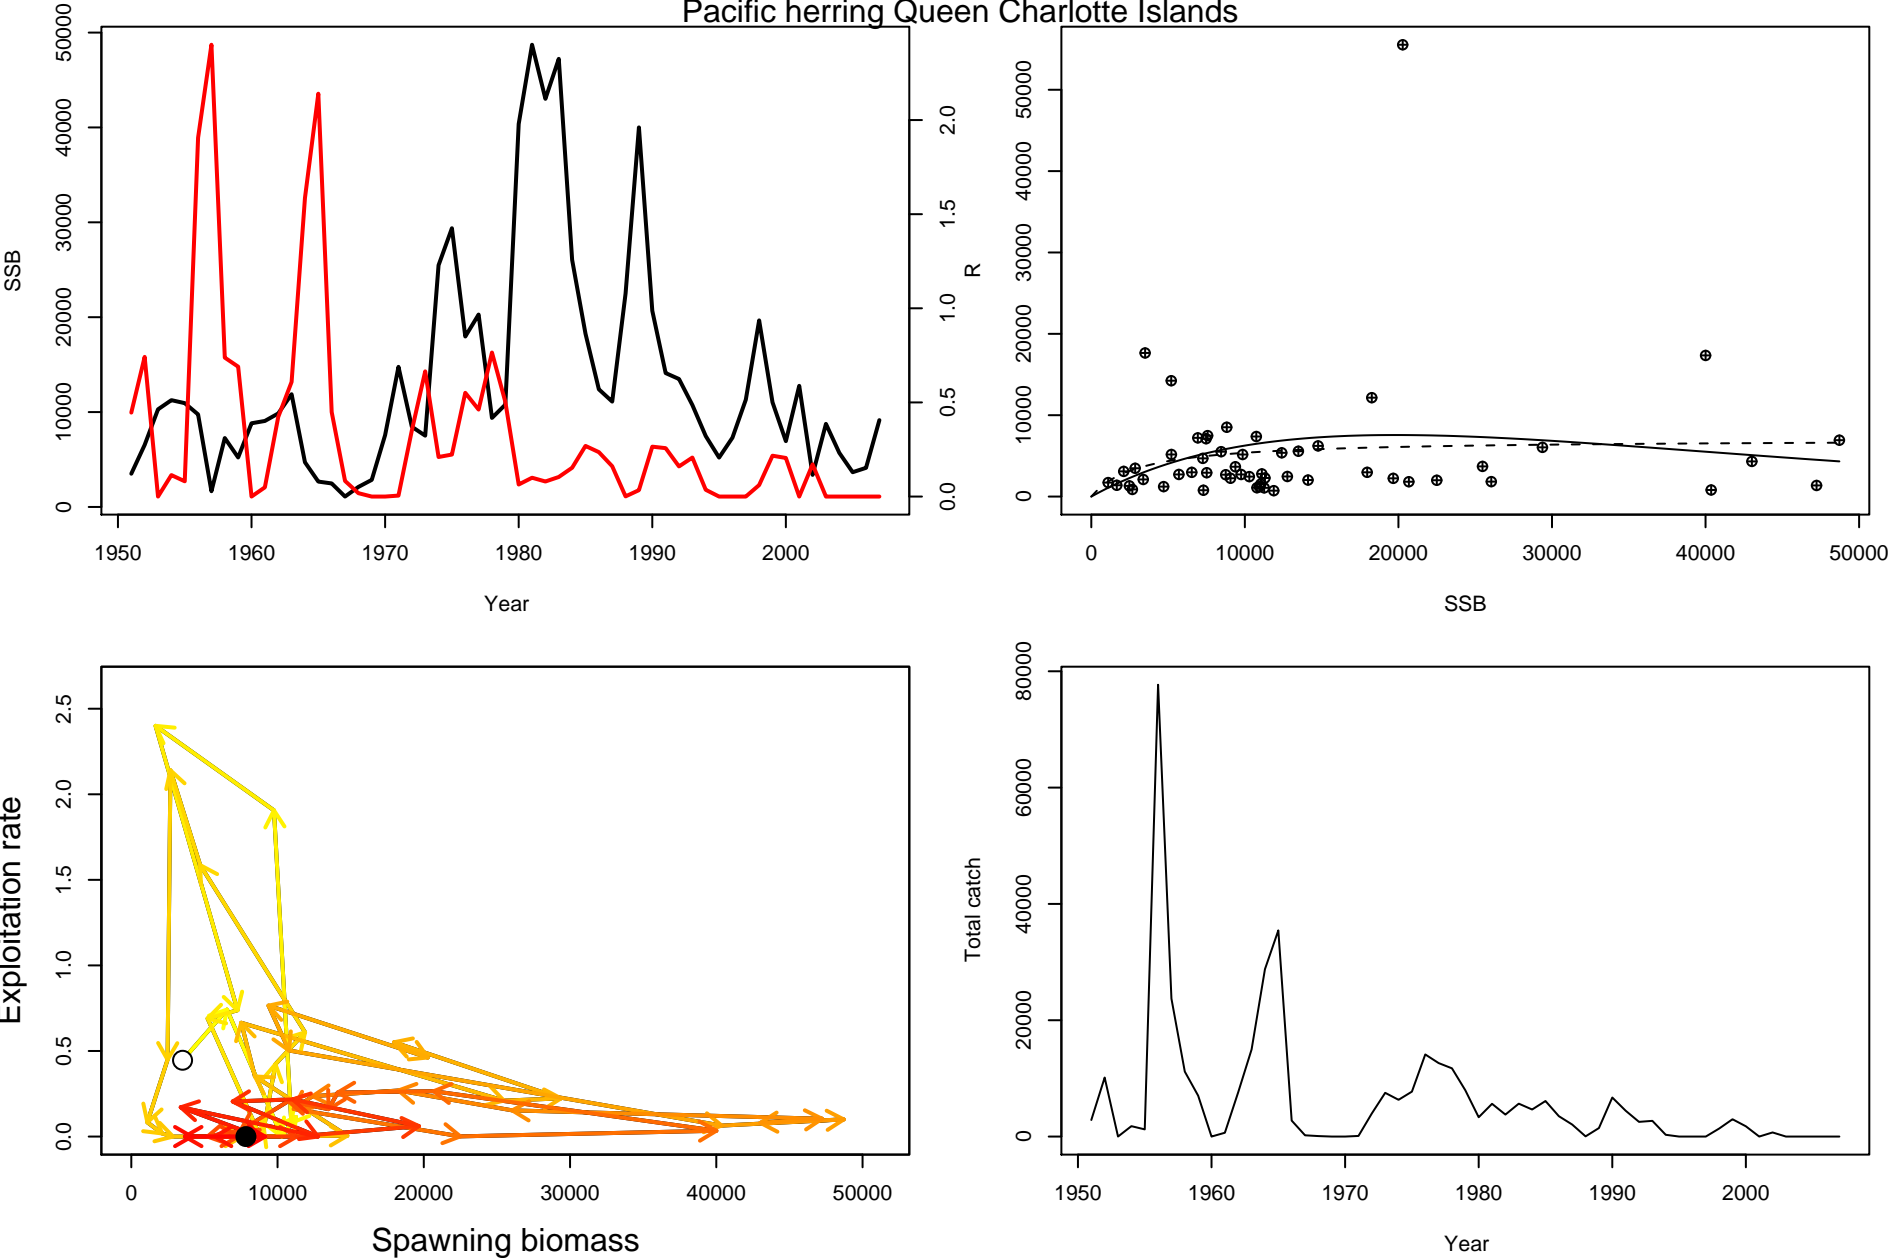 Pacific herring Queen Charlotte Islands
SSB
0 10000 20000 30000 40000 50000
0.0 0.5 1.0 1.5 2.0
1950 1960 1970 1980 1990 2000
Year
R
0 10000 20000 30000 40000 50000
0 10000 20000 30000 40000 50000
SSB
Exploitation rate
0.0 0.5 1.0 1.5 2.0 2.5
0 10000 20000 30000 40000 50000
Spawning biomass
Total catch
0 20000 40000 60000 80000
1950 1960 1970 1980 1990 2000
Year